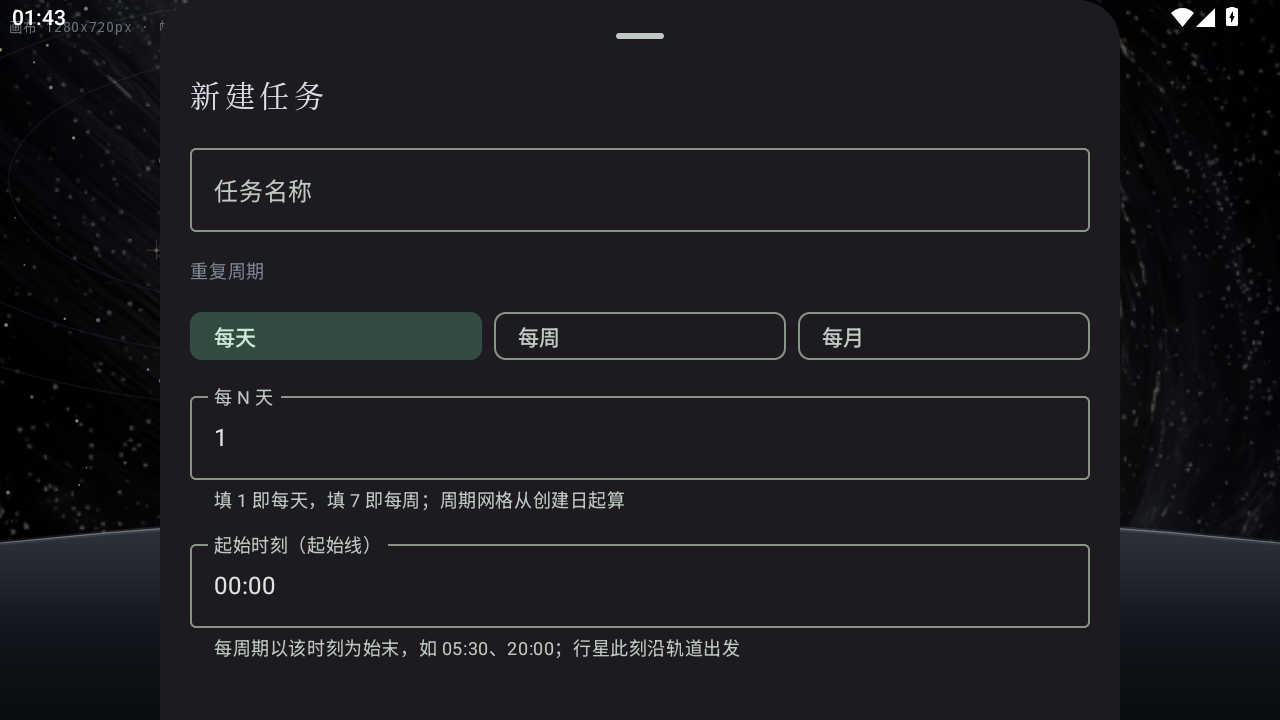 01:43
画布 1280x720px ·
新建任务
任务名称
重复周期
每天
每周
每月
每 N 天
1
填 1 即每天，填 7 即每周；周期网格从创建日起算
起始时刻（起始线）
00:00
每周期以该时刻为始末，如 05:30、20:00；行星此刻沿轨道出发